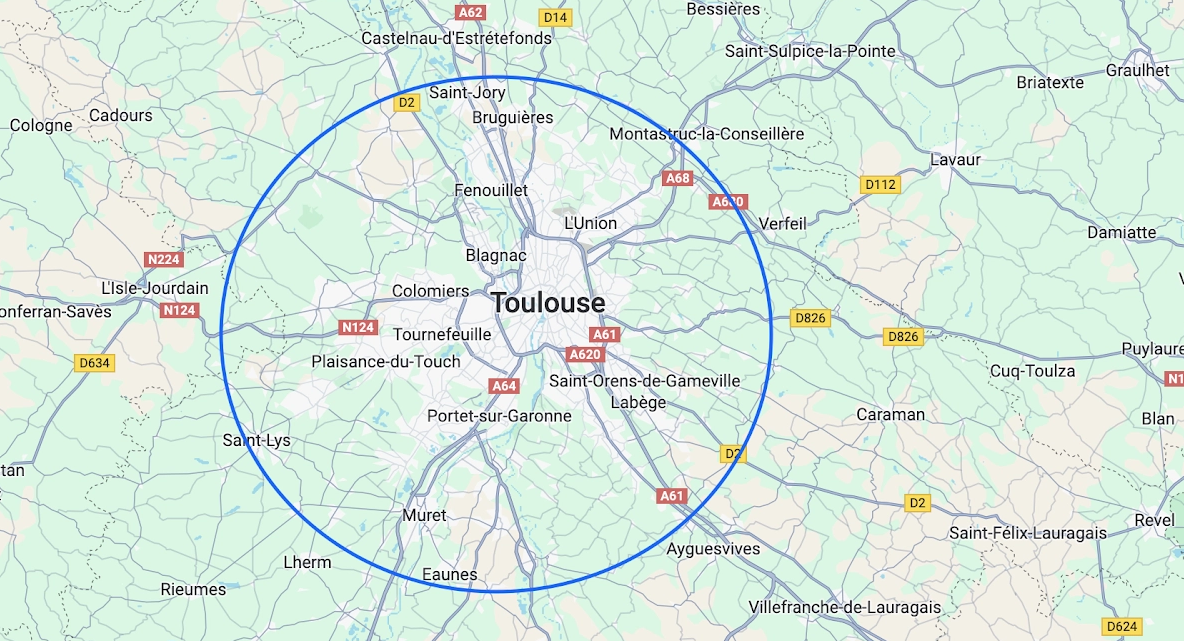 Bessières
A62
D14
Castelnau-d'Estrétefonds
Saint-Sulpice-la-Pointe
Graulhet
Briatexte
Saint-Jory
D2
Cadours
Bruguières
Cologne
Montastruc-la-Conseillère
Lavaur
A68
D112
Fenouillet
A680
L'Union
Verfeil
Damiatte
Blagnac
N224
L'Isle-Jourdain
Colomiers
Toulouse
onferran-Savès
N124
D826
N124
Tournefeuille
A61
D826
Puylaure
A620
D634
Plaisance-du-Touch
Cuq-Toulza
N1
A64
Saint-Orens-de-Gameville
Labège
Portet-sur-Garonne
Caraman
Blan
Saint-Lys
D2
tan
A61
D2
Muret
Revel
Saint-Félix-Lauragais
Ayguesvives
Lherm
Eaunes
Rieumes
Villefranche-de-Lauragais
D624